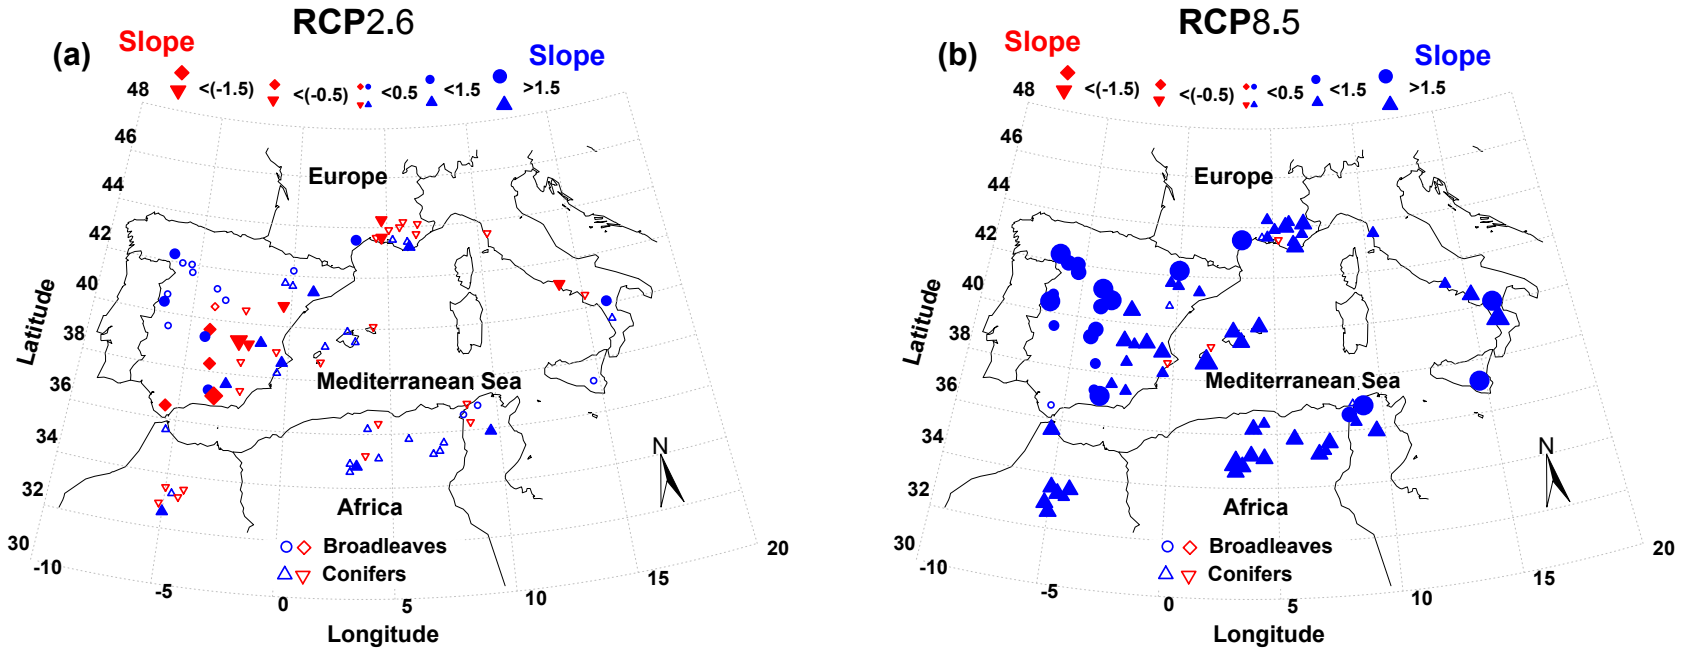 RCP2.6
(a) Slope Slope
<(-1.5) <(-0.5) <0.5 <1.5 >1.5
48
46
44
42
40
38
36
34
32
30
Latitude
Europe
Mediterranean Sea
Africa
N
Broadleaves
Conifers
-10
-5
0
5
10
15
20
Longitude
RCP8.5
(b) Slope Slope
<(-1.5) <(-0.5) <0.5 <1.5 >1.5
48
46
44
42
40
38
36
34
32
30
Latitude
Europe
Mediterranean Sea
Africa
N
Broadleaves
Conifers
-10
-5
0
5
10
15
20
Longitude